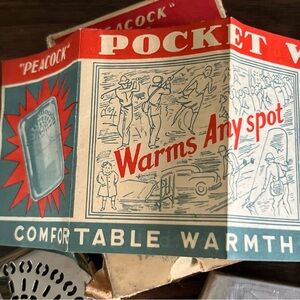 PEACOCK"
"PEACOCK"
POCKET W
Warms Any spot
COMFORTABLE WARMTH